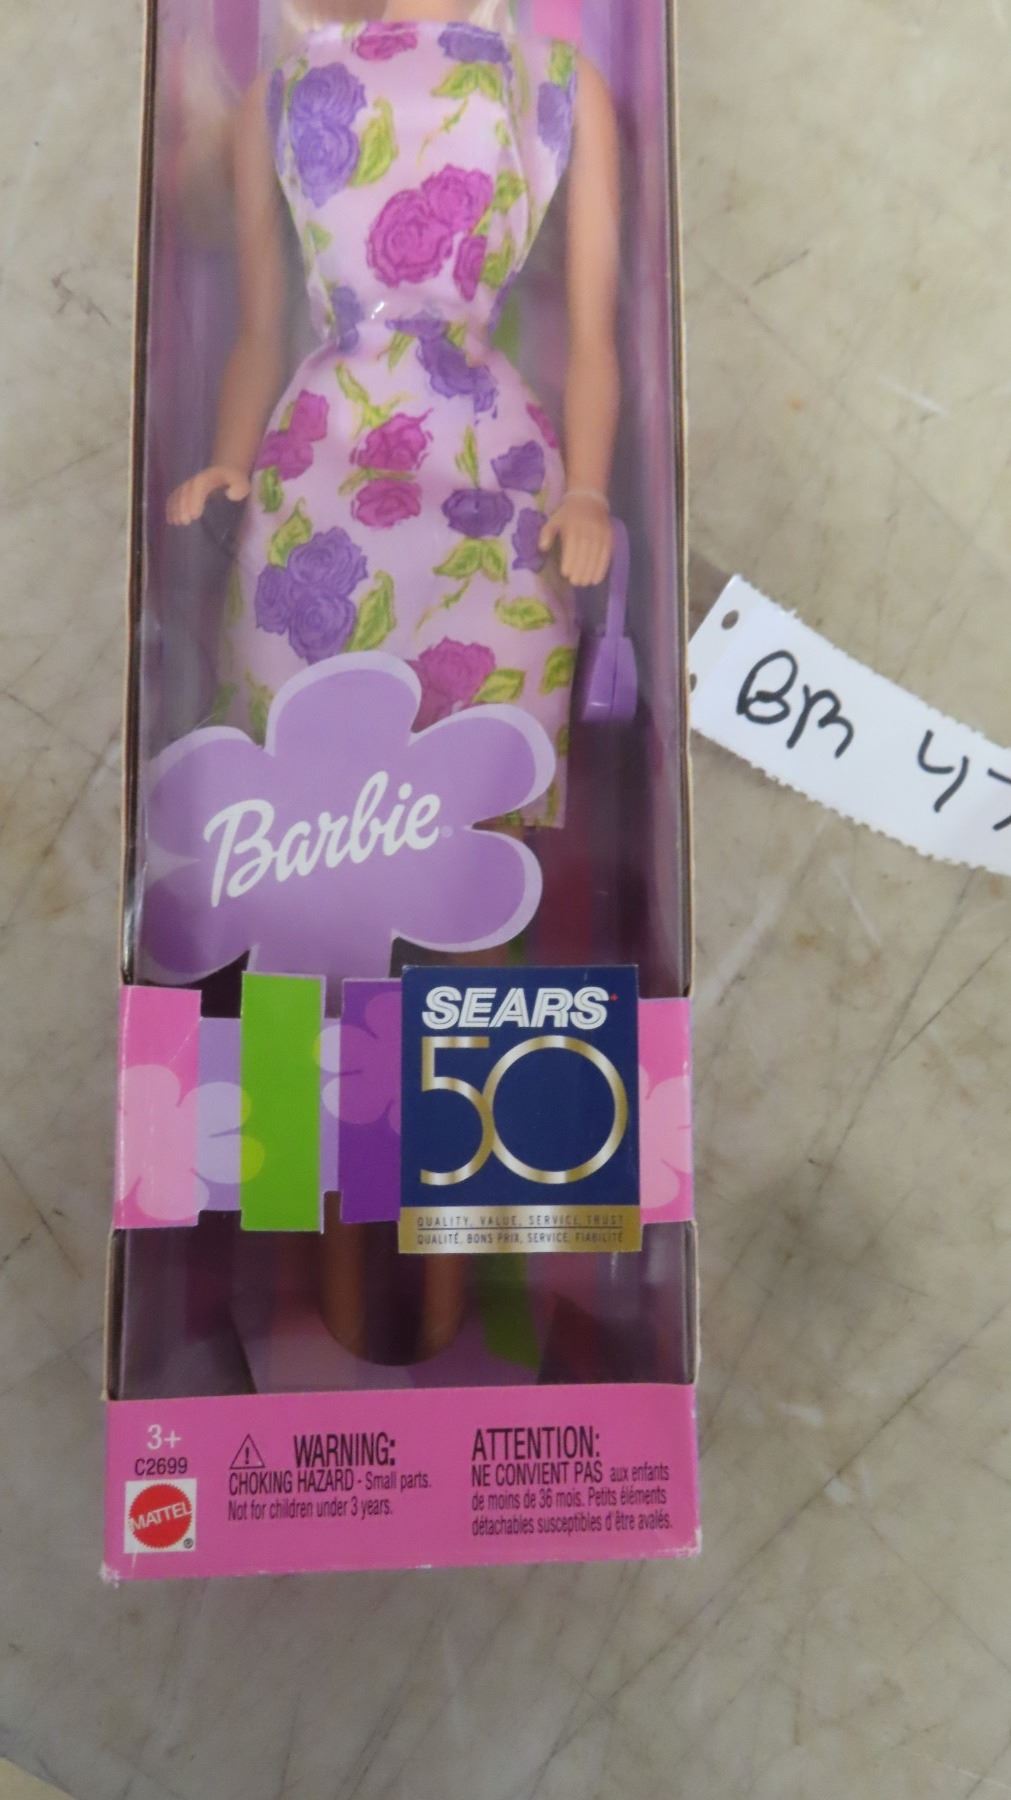 BM 47
Barbie®
SEARS
50
QUALITY, VALUE, SERVICE, TRUST
QUALITÉ, BONS PRIX, SERVICE, FIABILITÉ
3+
C2699
MATTEL®
WARNING:
CHOKING HAZARD - Small parts.
Not for children under 3 years.
ATTENTION:
NE CONVIENT PAS aux enfants
de moins de 36 mois. Petits éléments
détachables susceptibles d'être avalés.